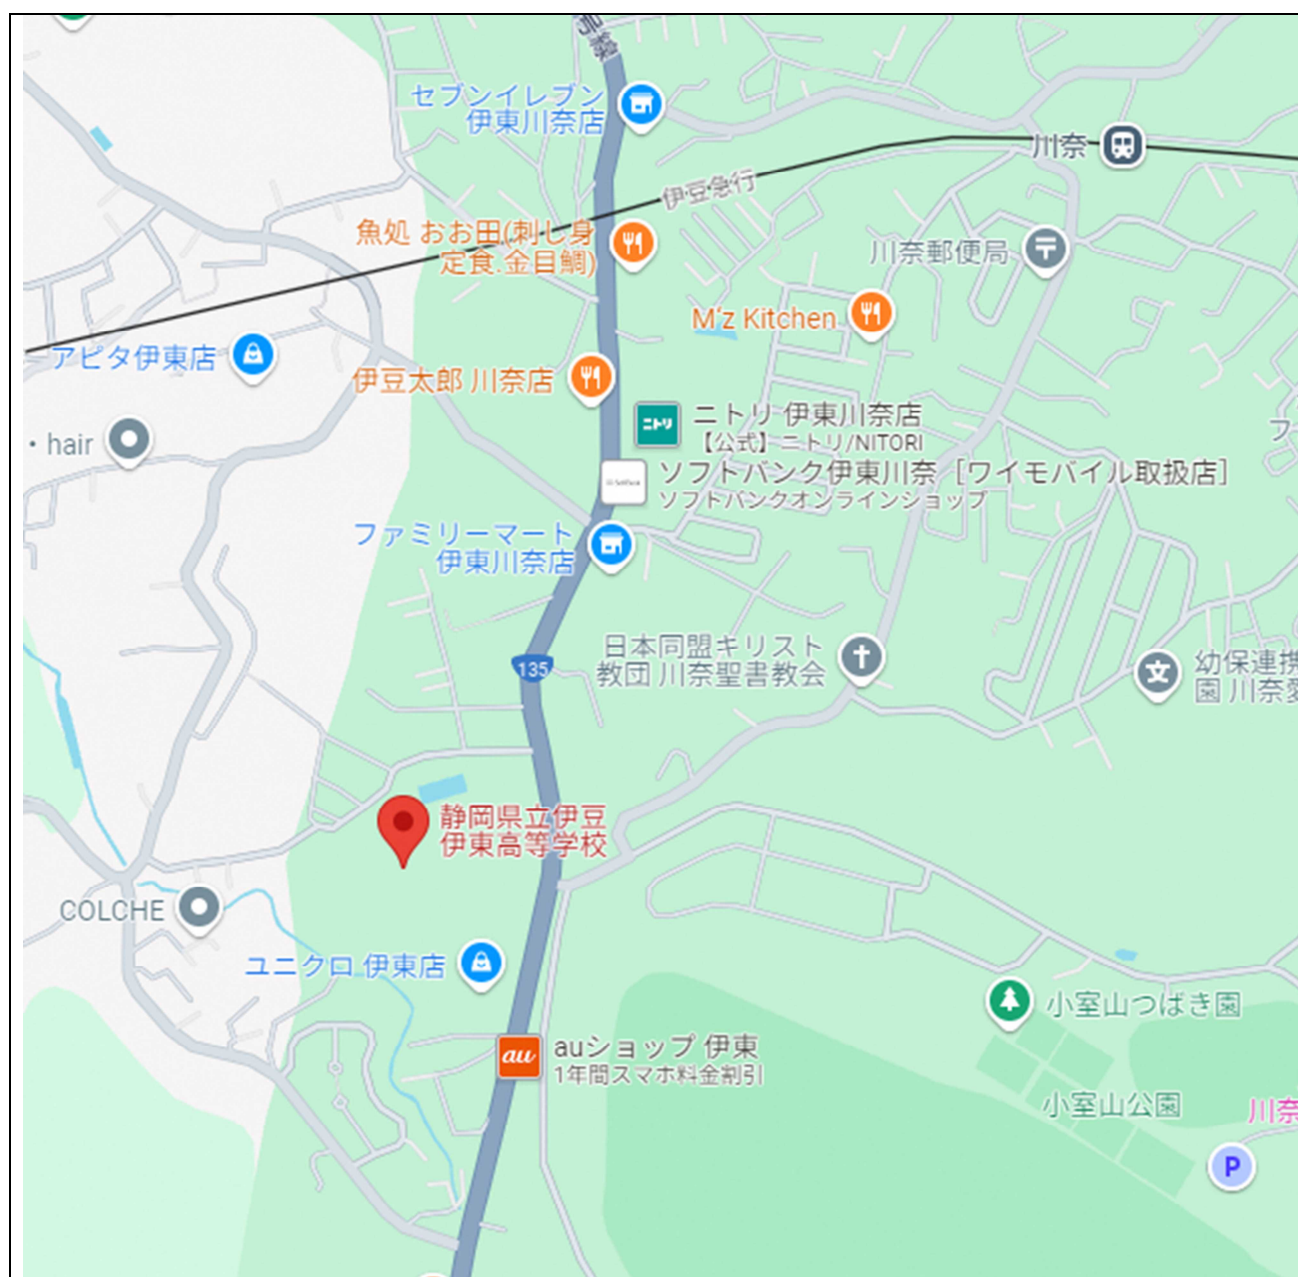 号線
セブンイレブン
伊東川奈店
川奈
伊豆急行
魚処 おお田(刺し身
定食.金目鯛)
川奈郵便局
M'z Kitchen
アピタ伊東店
伊豆太郎 川奈店
ニトリ
ニトリ 伊東川奈店
【公式】ニトリ/NITORI
・hair
フ
ソフトバンク伊東川奈［ワイモバイル取扱店］
ソフトバンクオンラインショップ
SoftBank
ファミリーマート
伊東川奈店
日本同盟キリスト
教団 川奈聖書教会
135
文
幼保連携
園 川奈愛
静岡県立伊豆
伊東高等学校
COLCHE
ユニクロ 伊東店
小室山つばき園
au
auショップ 伊東
1年間スマホ料金割引
小室山公園
川奈
P